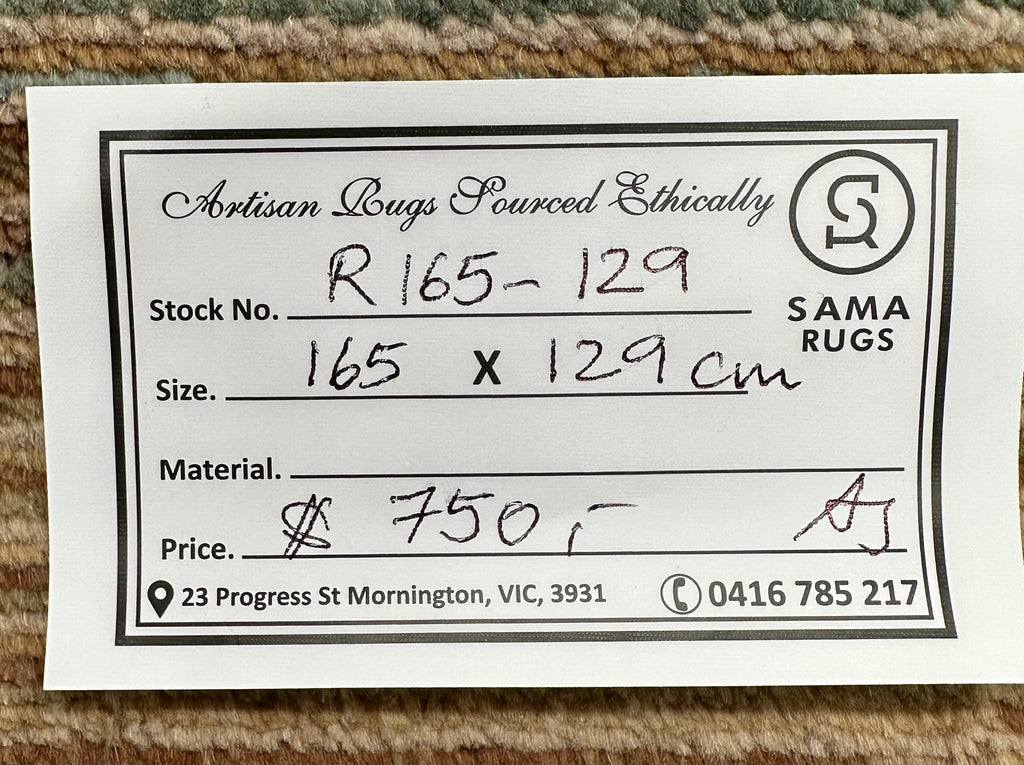 Artisan Rugs Sourced Ethically
SR
SAMA
RUGS
Stock No. R165-129
Size. 165 X 129 cm
Material.
Price. $ 750,- AJ
23 Progress St Mornington, VIC, 3931 0416 785 217